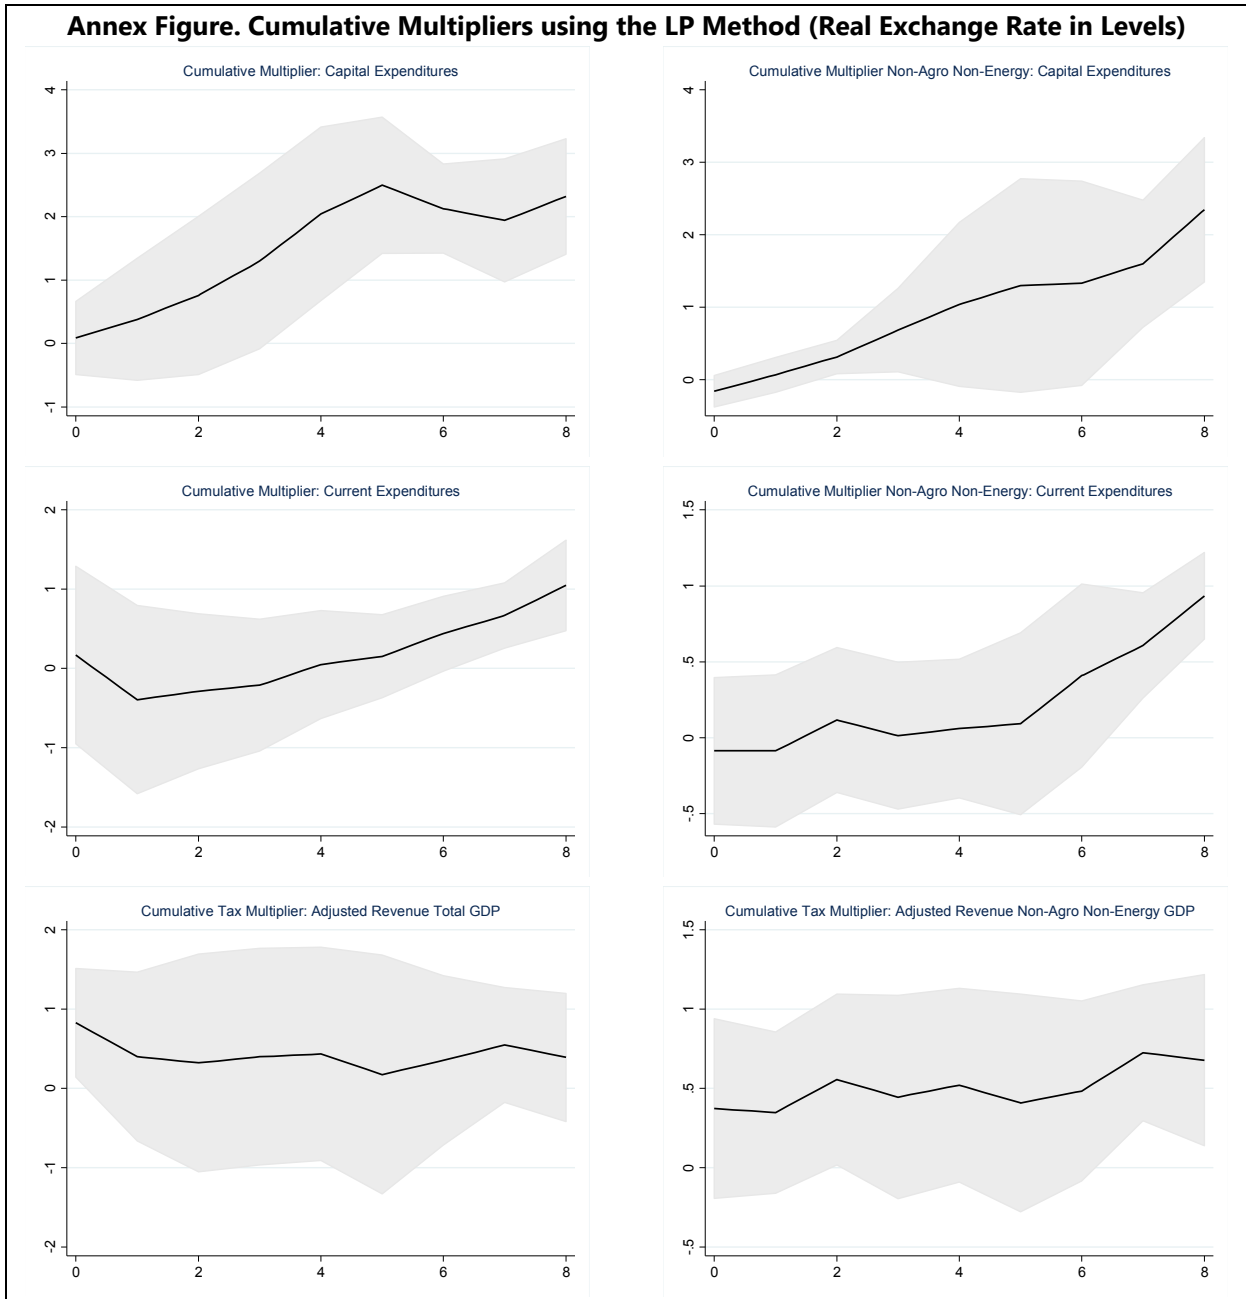 Annex Figure. Cumulative Multipliers using the LP Method (Real Exchange Rate in Levels)
Cumulative Multiplier: Capital Expenditures
4
3
2
1
0
-1
0 2 4 6 8
Cumulative Multiplier Non-Agro Non-Energy: Capital Expenditures
4
3
2
1
0
0 2 4 6 8
Cumulative Multiplier: Current Expenditures
2
1
0
-1
-2
0 2 4 6 8
Cumulative Multiplier Non-Agro Non-Energy: Current Expenditures
1.5
1
.5
0
-.5
0 2 4 6 8
Cumulative Tax Multiplier: Adjusted Revenue Total GDP
2
1
0
-1
-2
0 2 4 6 8
Cumulative Tax Multiplier: Adjusted Revenue Non-Agro Non-Energy GDP
1.5
1
.5
0
-.5
0 2 4 6 8